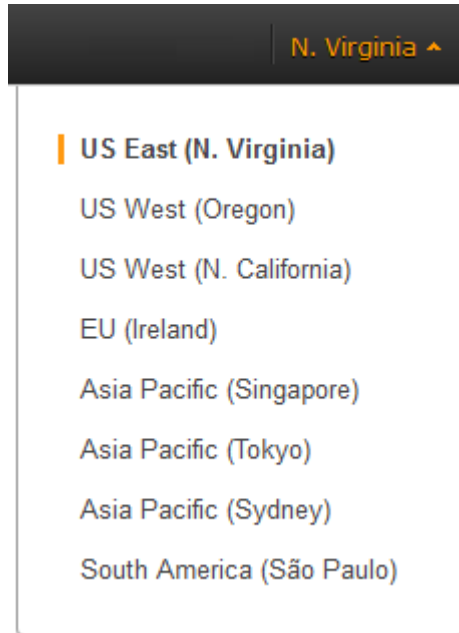 N. Virginia
US East (N. Virginia)
US West (Oregon)
US West (N. California)
EU (Ireland)
Asia Pacific (Singapore)
Asia Pacific (Tokyo)
Asia Pacific (Sydney)
South America (São Paulo)